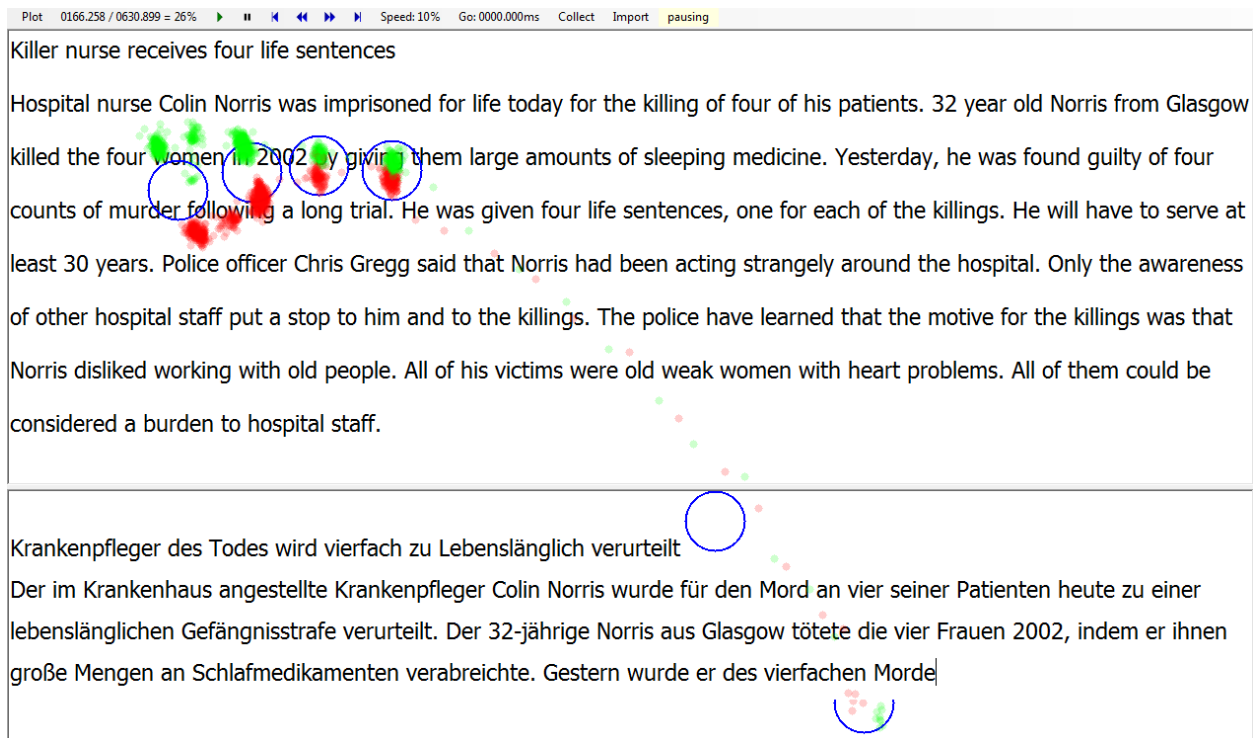 Plot 0166.258 / 0630.899 = 26% Speed: 10% Go: 0000.000ms Collect Import pausing
Killer nurse receives four life sentences
Hospital nurse Colin Norris was imprisoned for life today for the killing of four of his patients. 32 year old Norris from Glasgow
killed the four women in 2002 by giving them large amounts of sleeping medicine. Yesterday, he was found guilty of four
counts of murder following a long trial. He was given four life sentences, one for each of the killings. He will have to serve at
least 30 years. Police officer Chris Gregg said that Norris had been acting strangely around the hospital. Only the awareness
of other hospital staff put a stop to him and to the killings. The police have learned that the motive for the killings was that
Norris disliked working with old people. All of his victims were old weak women with heart problems. All of them could be
considered a burden to hospital staff.
Krankenpfleger des Todes wird vierfach zu Lebenslänglich verurteilt
Der im Krankenhaus angestellte Krankenpfleger Colin Norris wurde für den Mord an vier seiner Patienten heute zu einer
lebenslänglichen Gefängnisstrafe verurteilt. Der 32-jährige Norris aus Glasgow tötete die vier Frauen 2002, indem er ihnen
große Mengen an Schlafmedikamenten verabreichte. Gestern wurde er des vierfachen Morde